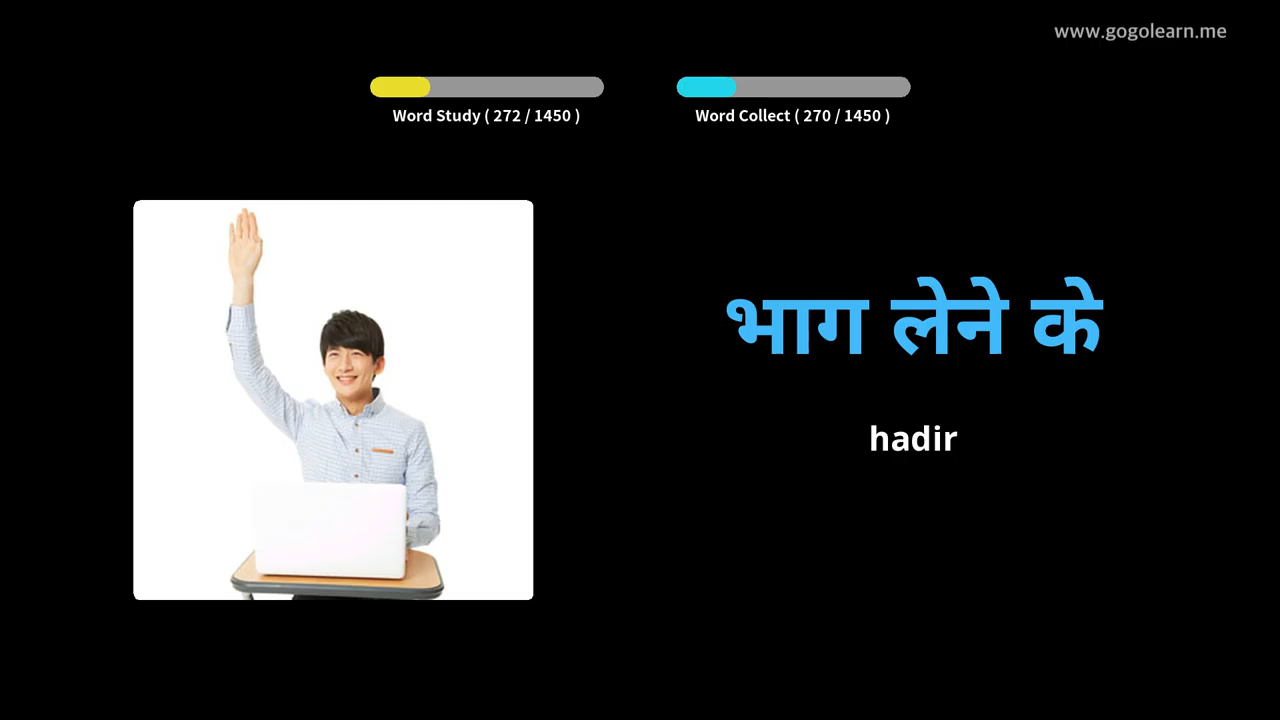 www.gogolearn.me
Word Study ( 272 / 1450 )
Word Collect ( 270 / 1450 )
भाग लेने के
hadir